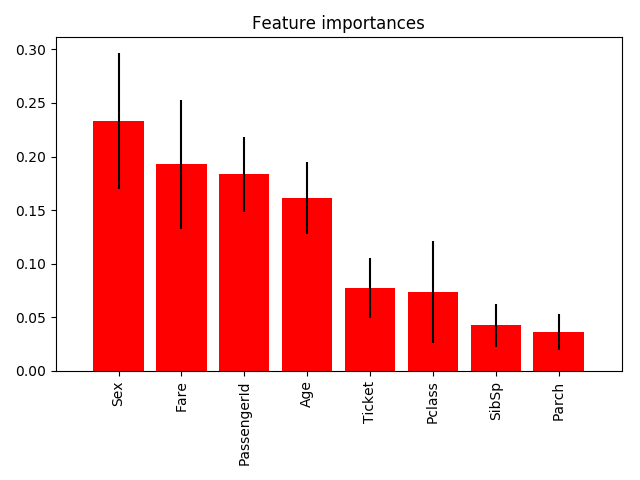 Feature importances
0.30
0.25
0.20
0.15
0.10
0.05
0.00
Sex
Fare
PassengerId
Age
Ticket
Pclass
SibSp
Parch